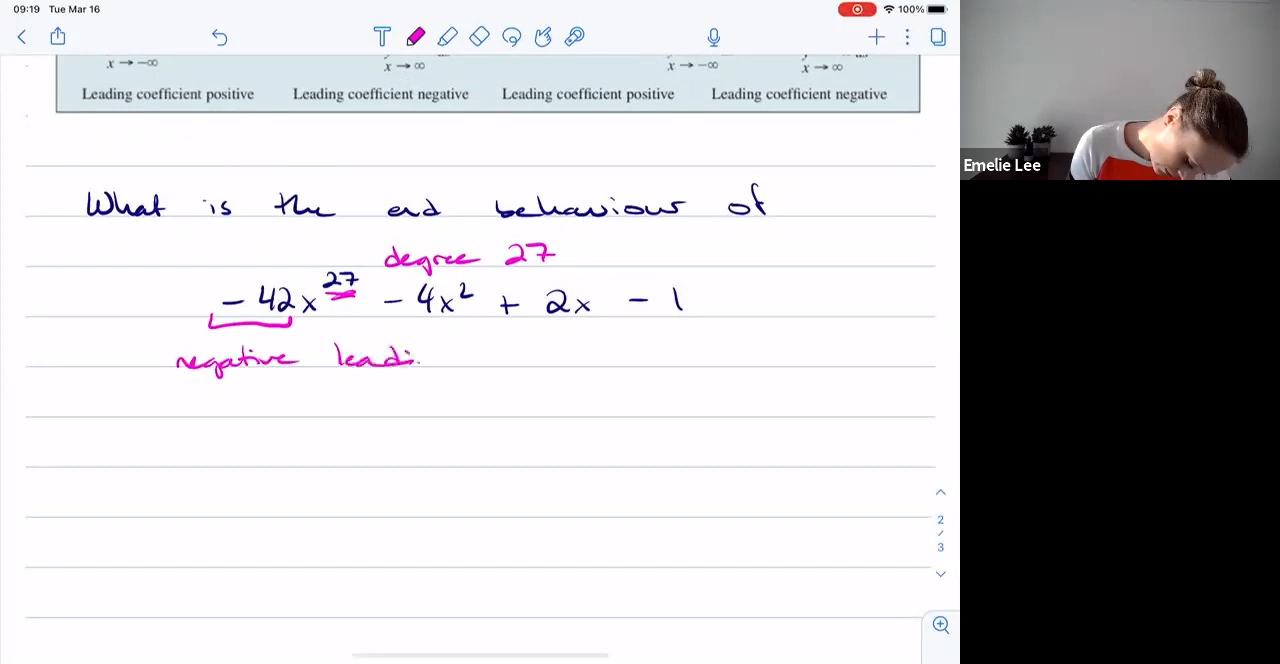 09:19 Tue Mar 16
100%
x → −∞
x → ∞
x → −∞
x → ∞
Leading coefficient positive
Leading coefficient negative
Leading coefficient positive
Leading coefficient negative
Emelie Lee
What is the end behaviour of
degree 27
−42x^27 − 4x^2 + 2x − 1
negative leadi
2
3